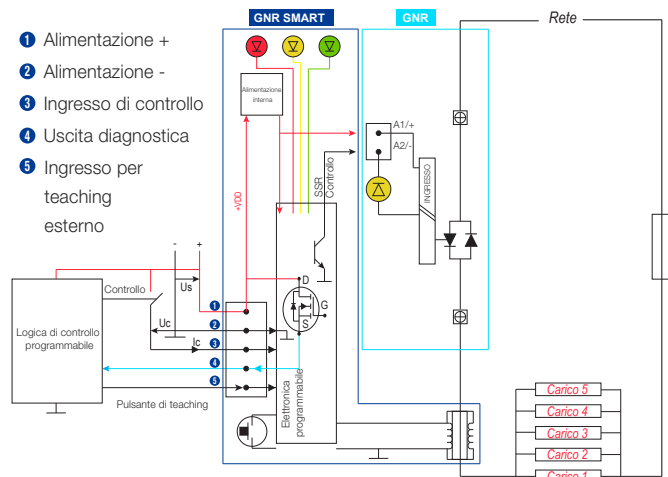 GNR SMART
GNR
Rete
1 Alimentazione +
2 Alimentazione -
3 Ingresso di controllo
4 Uscita diagnostica
5 Ingresso per
teaching
esterno
Alimentazione
interna
A1/+
A2/-
INGRESSO
SSR
Controllo
+VDD
- +
Us
Controllo
Uc
Ic
Logica di controllo
programmabile
1
2
3
4
5
D
G
S
Elettronica
programmabile
Pulsante di teaching
Carico 5
Carico 4
Carico 3
Carico 2
Carico 1